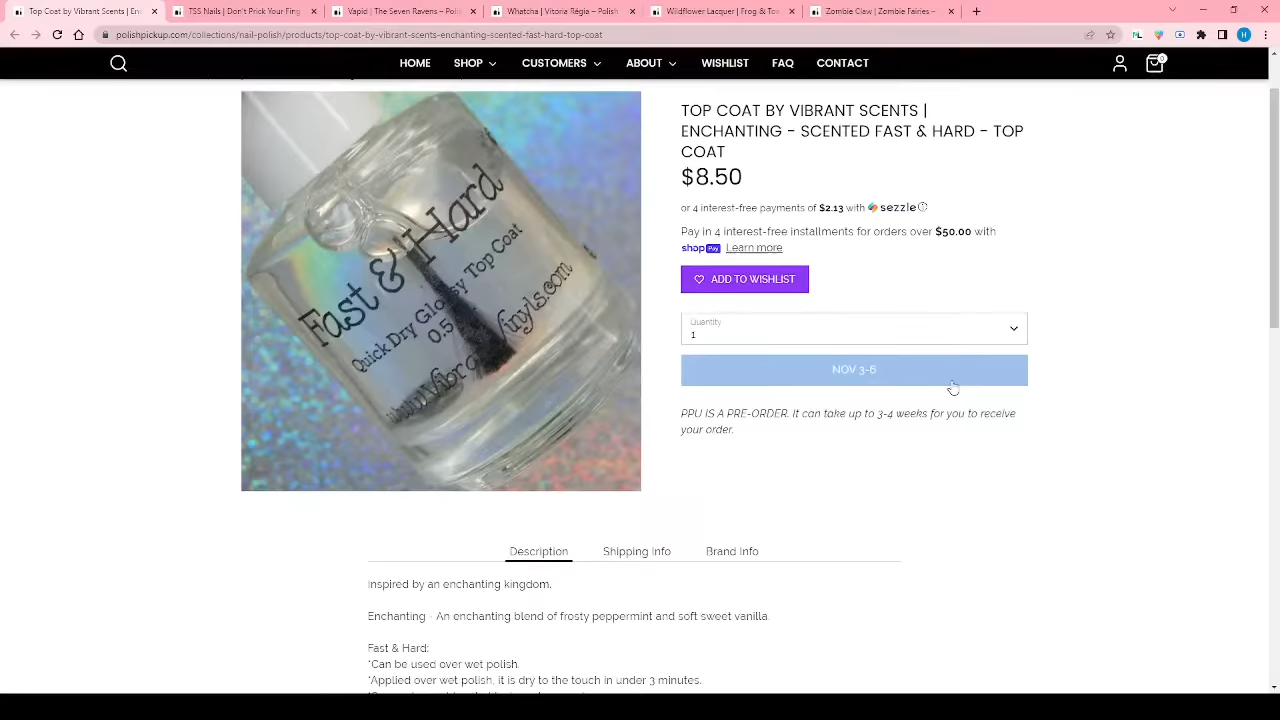 Top Coat by Vibrant Scents | En
TSS Nails | Don't Prick Your Fing
Vapid | The Seven Ravens – Polis
Whatcha | Vitoria Régia – Polish
Wildflower Lacquer | Frog & Toa
Zombie Claw | Zombie Fairies –
polishpickup.com/collections/nail-polish/products/top-coat-by-vibrant-scents-enchanting-scented-fast-hard-top-coat
HOME SHOP CUSTOMERS ABOUT WISHLIST FAQ CONTACT
0
Fast & Hard
Quick Dry Glossy Top Coat
0.5
TOP COAT BY VIBRANT SCENTS |
ENCHANTING - SCENTED FAST & HARD - TOP
COAT
$8.50
or 4 interest-free payments of $2.13 with sezzle
Pay in 4 interest-free installments for orders over $50.00 with
shop Pay Learn more
ADD TO WISHLIST
Quantity
1
NOV 3-6
PPU IS A PRE-ORDER. It can take up to 3-4 weeks for you to receive
your order.
Description Shipping Info Brand Info
Inspired by an enchanting kingdom.
Enchanting - An enchanting blend of frosty peppermint and soft sweet vanilla.
Fast & Hard:
*Can be used over wet polish.
*Applied over wet polish, it is dry to the touch in under 3 minutes.